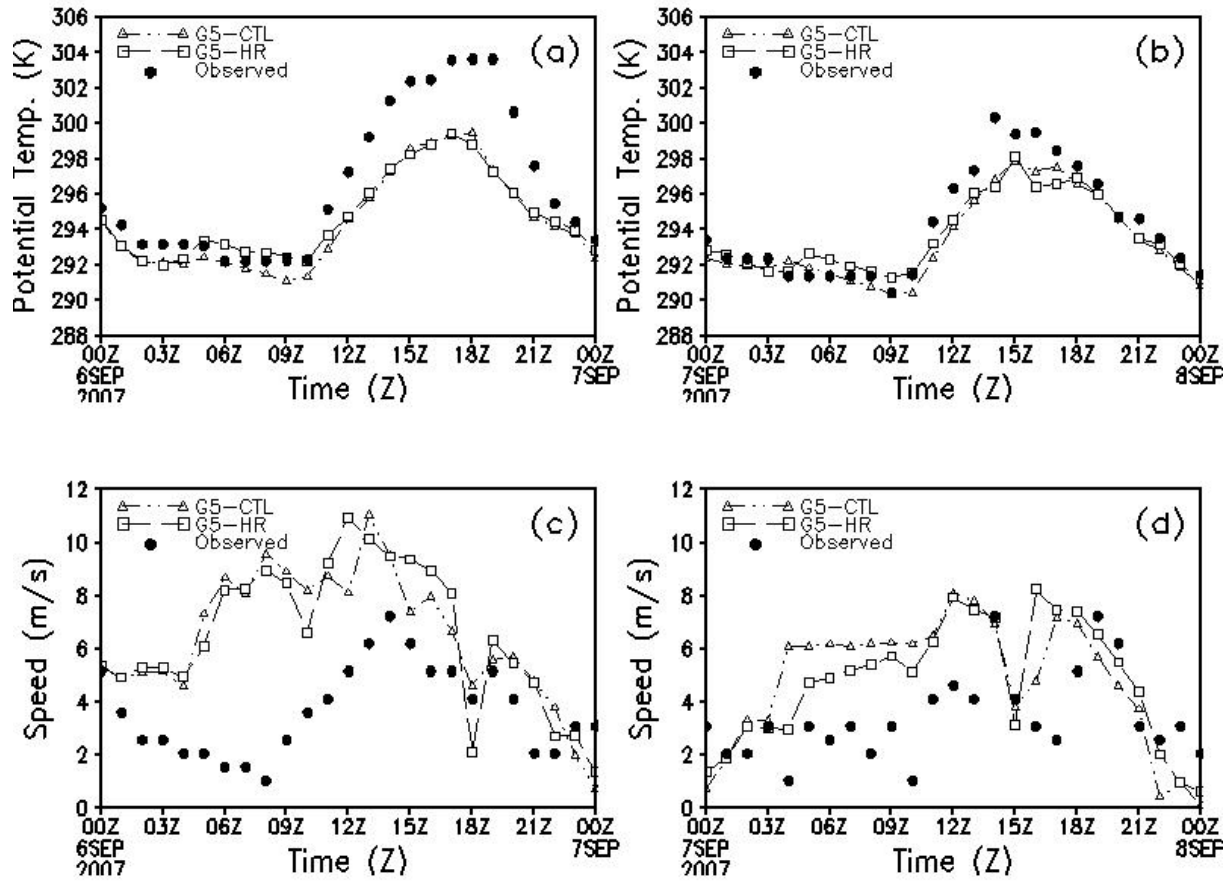 306
304
302
300
298
296
294
292
290
288
Potential Temp. (K)
G5-CTL
G5-HR
Observed
(a)
00Z 03Z 06Z 09Z 12Z 15Z 18Z 21Z 00Z
6SEP 7SEP
2007
Time (Z)
306
304
302
300
298
296
294
292
290
288
Potential Temp. (K)
G5-CTL
G5-HR
Observed
(b)
00Z 03Z 06Z 09Z 12Z 15Z 18Z 21Z 00Z
7SEP 8SEP
2007
Time (Z)
12
10
8
6
4
2
0
Speed (m/s)
G5-CTL
G5-HR
Observed
(c)
00Z 03Z 06Z 09Z 12Z 15Z 18Z 21Z 00Z
6SEP 7SEP
2007
Time (Z)
12
10
8
6
4
2
0
Speed (m/s)
G5-CTL
G5-HR
Observed
(d)
00Z 03Z 06Z 09Z 12Z 15Z 18Z 21Z 00Z
7SEP 8SEP
2007
Time (Z)